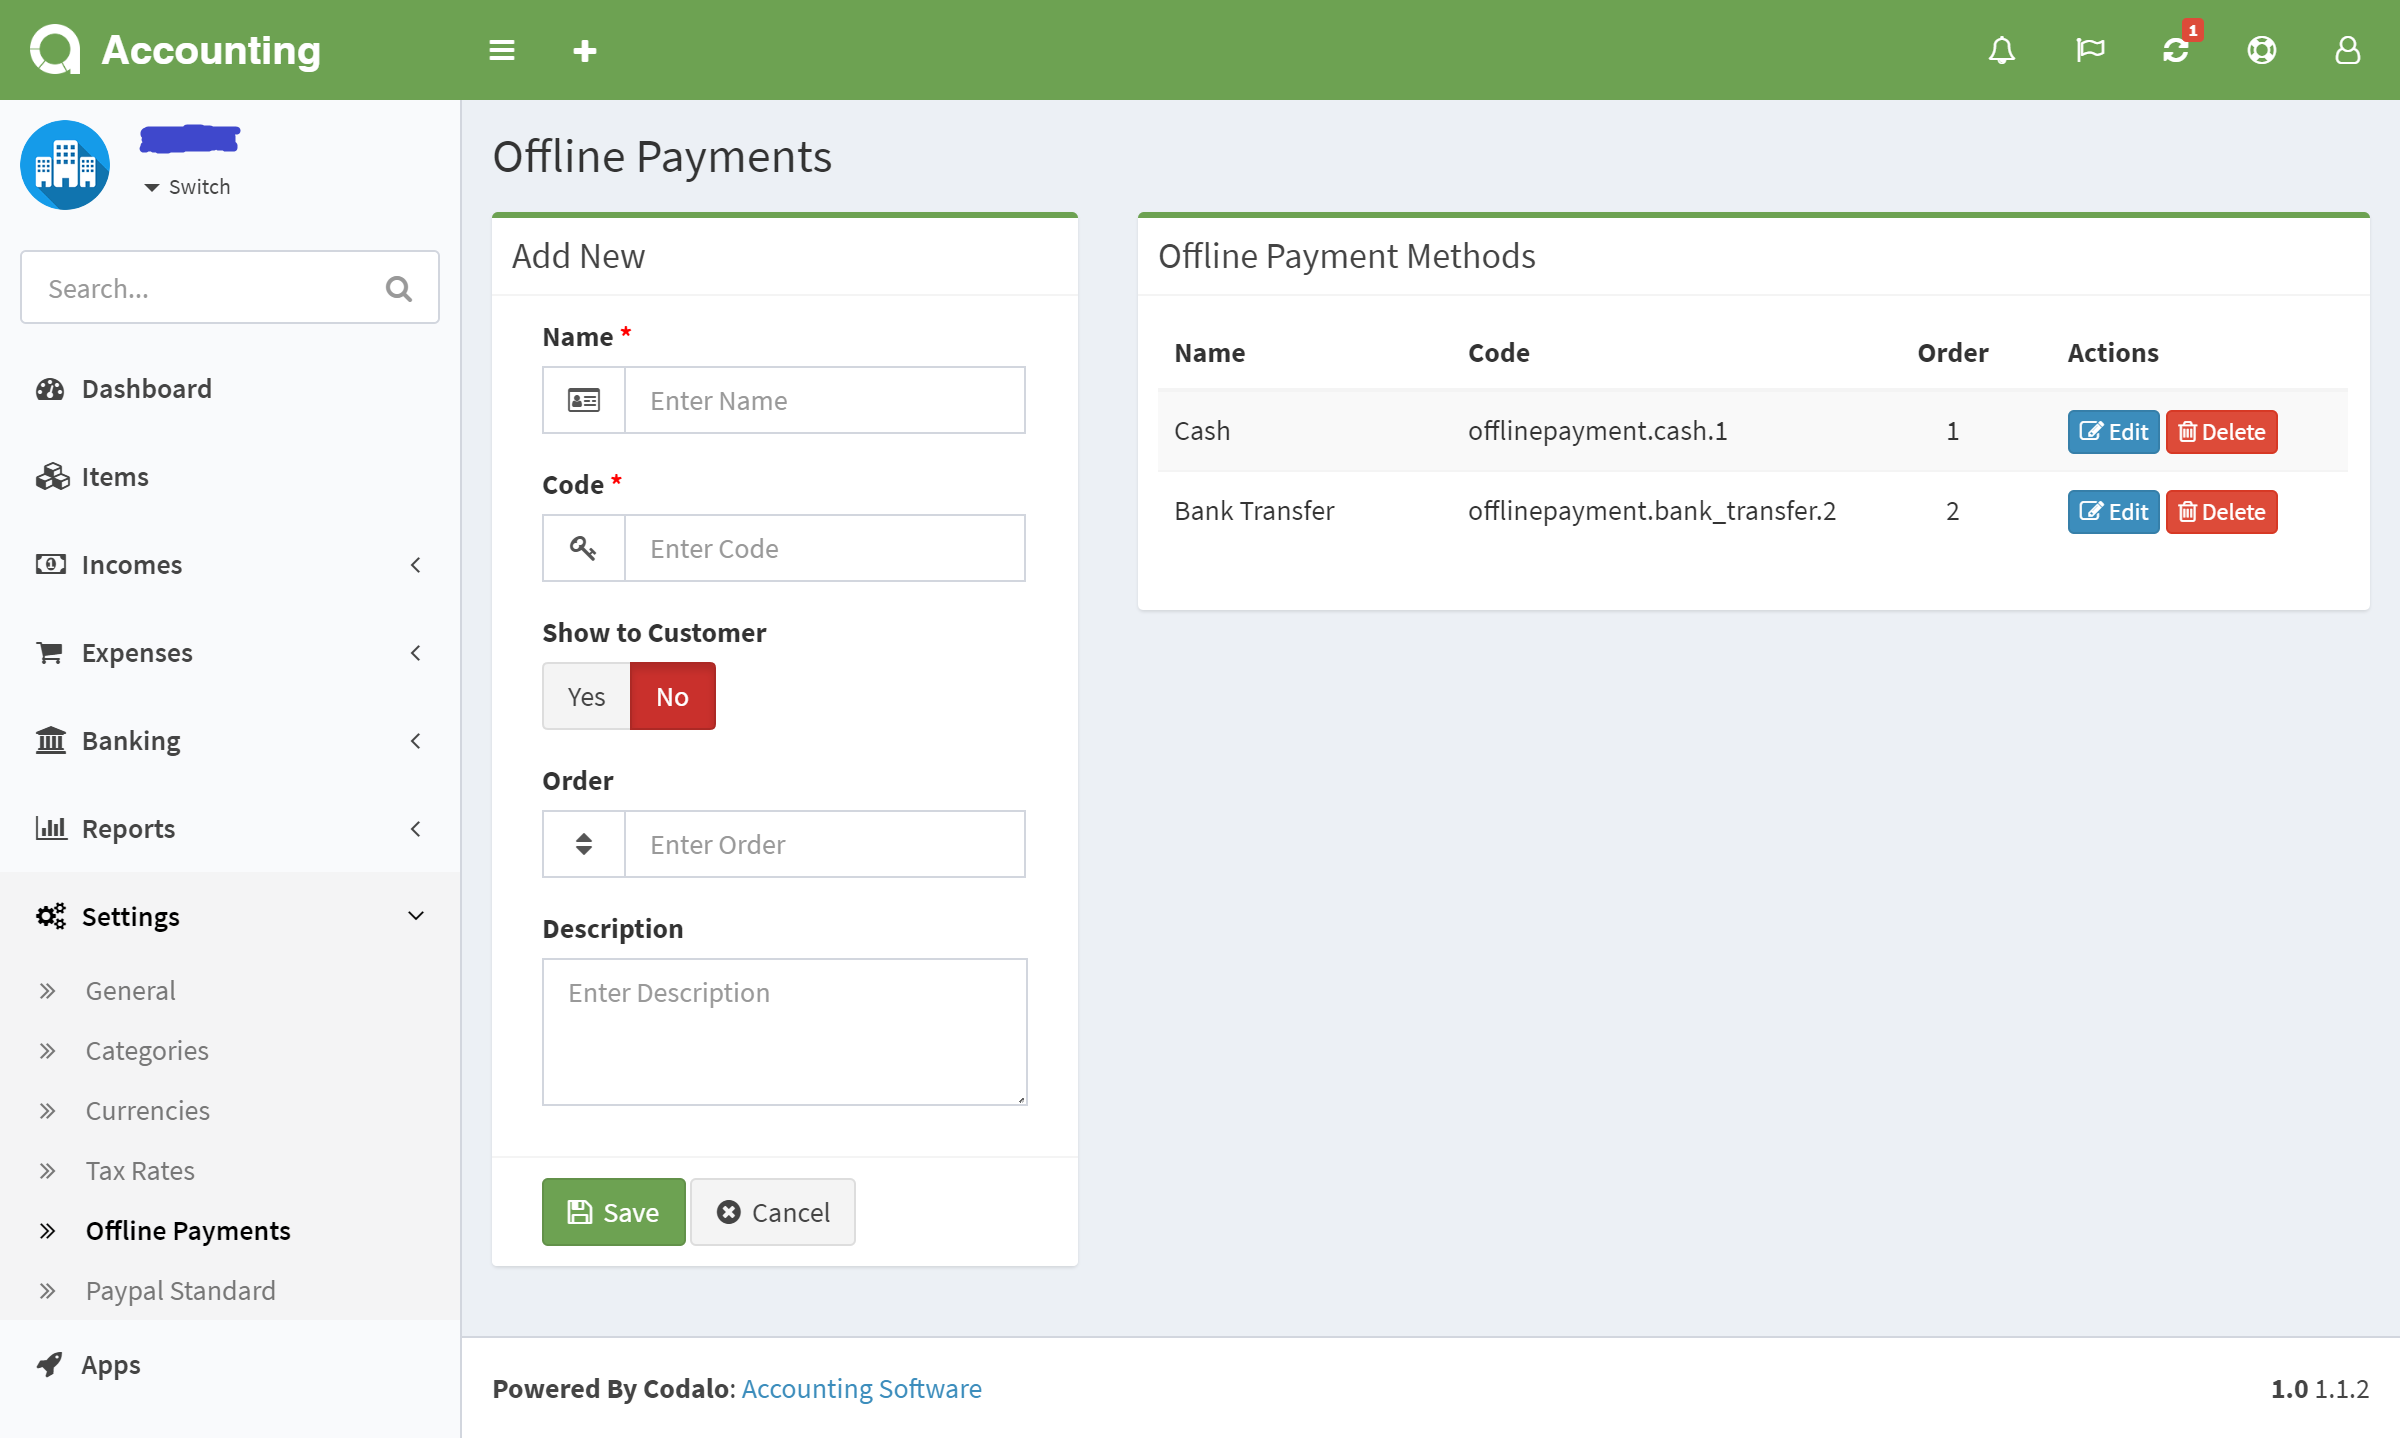 Accounting
1
Switch
Search...
Dashboard
Items
Incomes
Expenses
Banking
Reports
Settings
General
Categories
Currencies
Tax Rates
Offline Payments
Paypal Standard
Apps
Offline Payments
Add New
Name *
Enter Name
Code *
Enter Code
Show to Customer
Yes No
Order
Enter Order
Description
Enter Description
Save Cancel
Offline Payment Methods
Name Code Order Actions
Cash offlinepayment.cash.1 1 Edit Delete
Bank Transfer offlinepayment.bank_transfer.2 2 Edit Delete
Powered By Codalo: Accounting Software
1.0 1.1.2